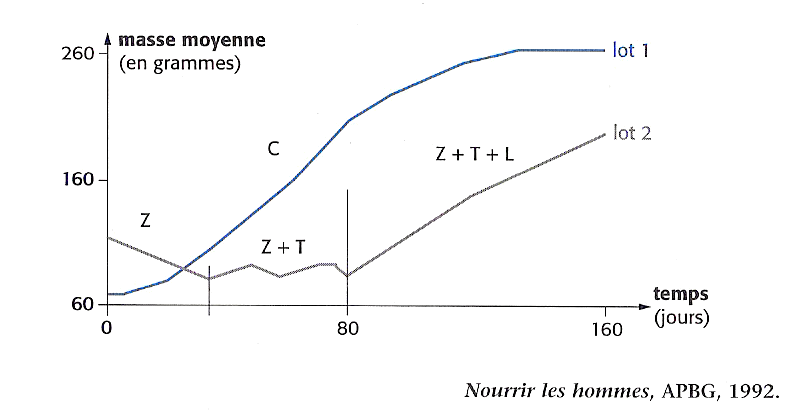 masse moyenne
(en grammes)
260
lot 1
lot 2
C
Z + T + L
160
Z
Z + T
60
0
80
160
temps
(jours)
Nourrir les hommes, APBG, 1992.